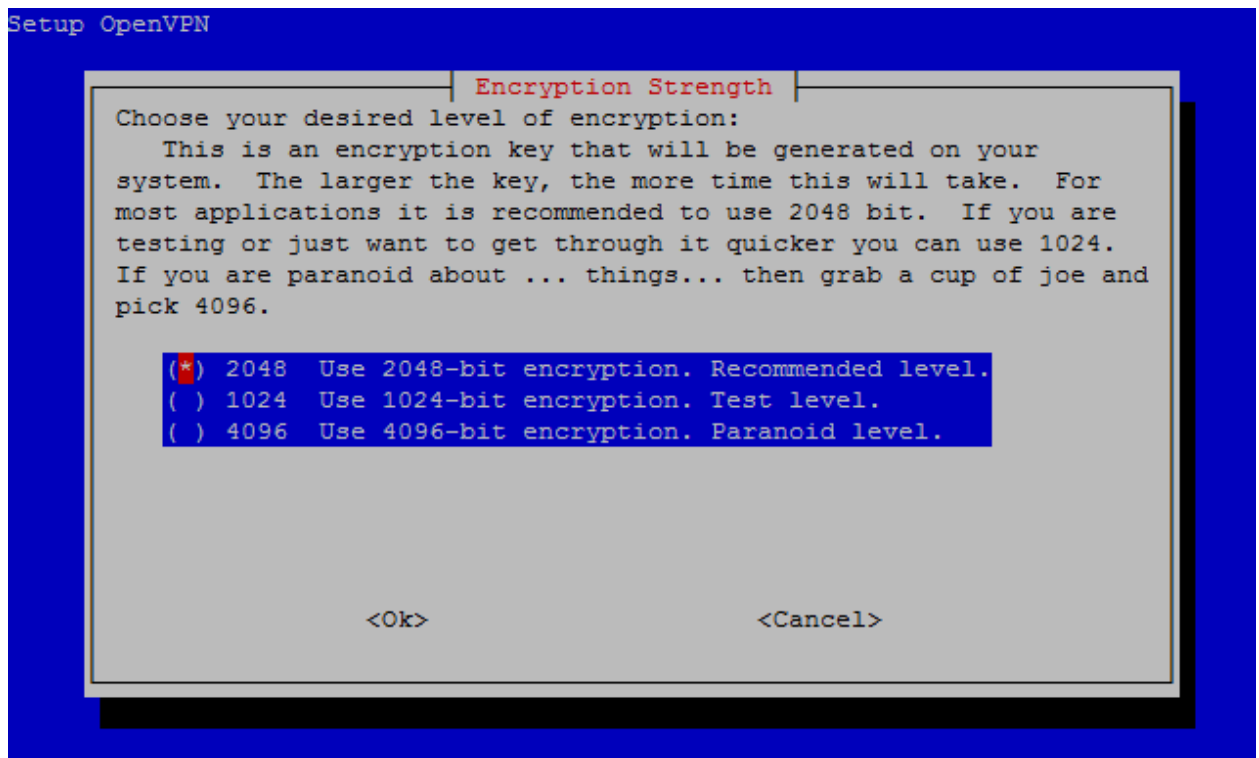 Setup OpenVPN
Encryption Strength
Choose your desired level of encryption:
This is an encryption key that will be generated on your
system.  The larger the key, the more time this will take.  For
most applications it is recommended to use 2048 bit.  If you are
testing or just want to get through it quicker you can use 1024.
If you are paranoid about ... things... then grab a cup of joe and
pick 4096.
(*) 2048  Use 2048-bit encryption. Recommended level.
( ) 1024  Use 1024-bit encryption. Test level.
( ) 4096  Use 4096-bit encryption. Paranoid level.
<Ok> <Cancel>